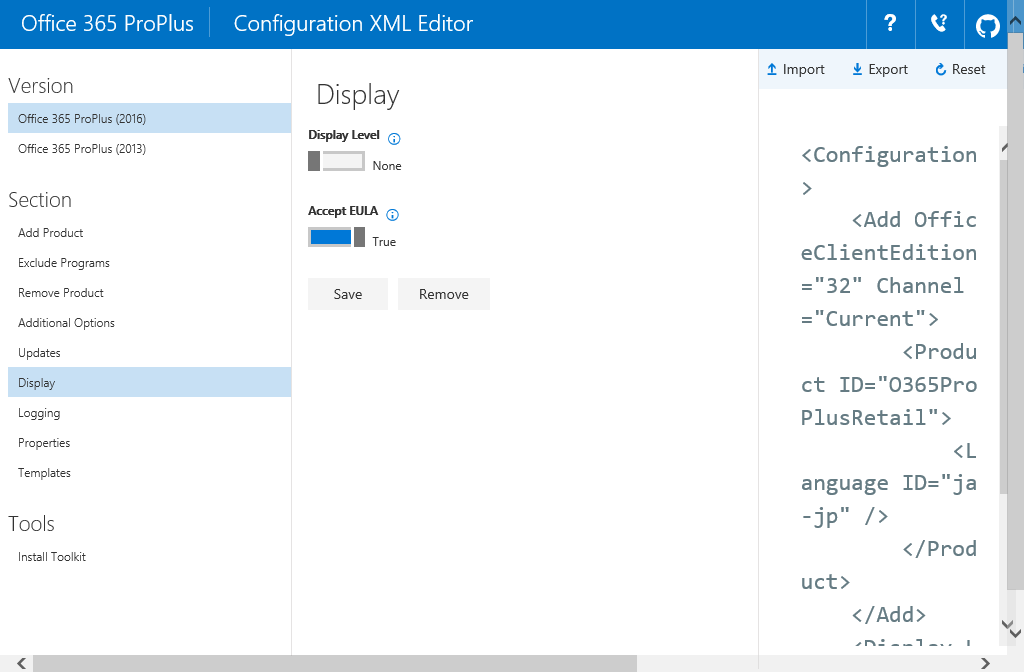 Office 365 ProPlus
Configuration XML Editor
?
Version
Office 365 ProPlus (2016)
Office 365 ProPlus (2013)
Section
Add Product
Exclude Programs
Remove Product
Additional Options
Updates
Display
Logging
Properties
Templates
Tools
Install Toolkit
Display
Display Level
None
Accept EULA
True
Save Remove
Import Export Reset
<Configuration
>
<Add Offic
eClientEdition
="32" Channel
="Current">
<Produ
ct ID="O365Pro
PlusRetail">
<L
anguage ID="ja
-jp" />
</Prod
uct>
</Add>
<Display L